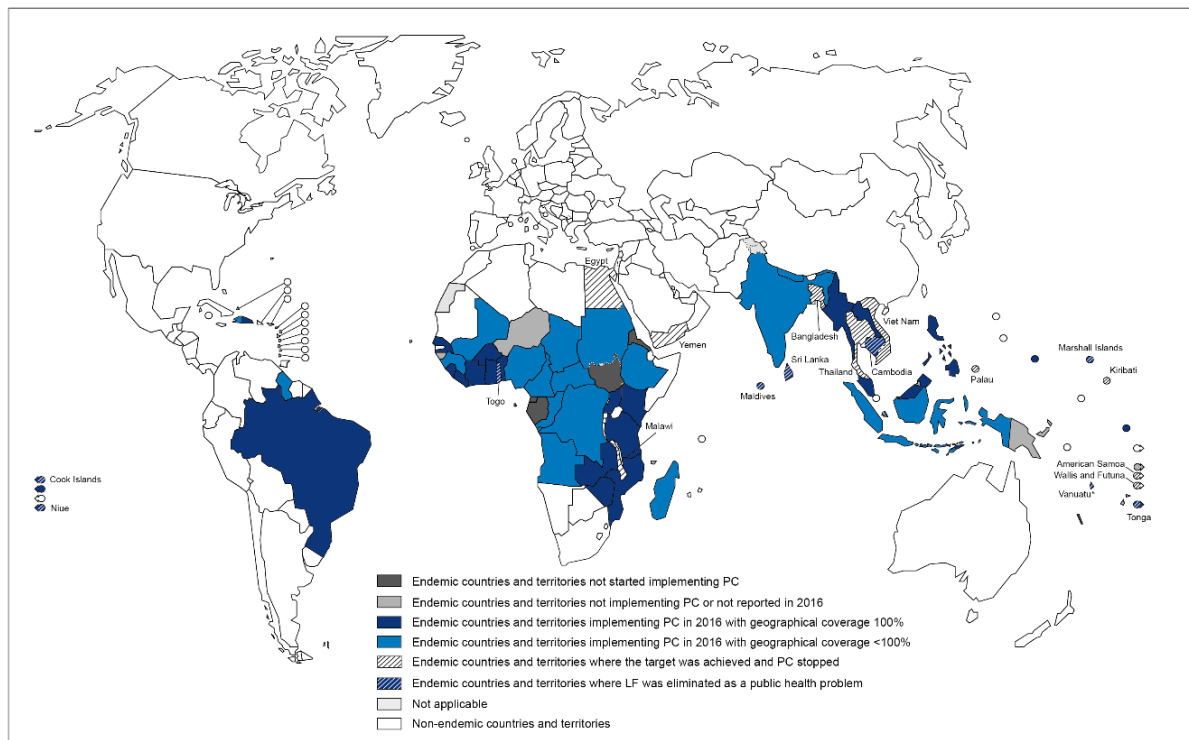 Egypt
Yemen
Togo
Malawi
Bangladesh
Viet Nam
Sri Lanka
Thailand
Cambodia
Maldives
Palau
Marshall Islands
Kiribati
American Samoa
Wallis and Futuna
Vanuatu
Tonga
Cook Islands
Niue
Endemic countries and territories not started implementing PC
Endemic countries and territories not implementing PC or not reported in 2016
Endemic countries and territories implementing PC in 2016 with geographical coverage 100%
Endemic countries and territories implementing PC in 2016 with geographical coverage <100%
Endemic countries and territories where the target was achieved and PC stopped
Endemic countries and territories where LF was eliminated as a public health problem
Not applicable
Non-endemic countries and territories